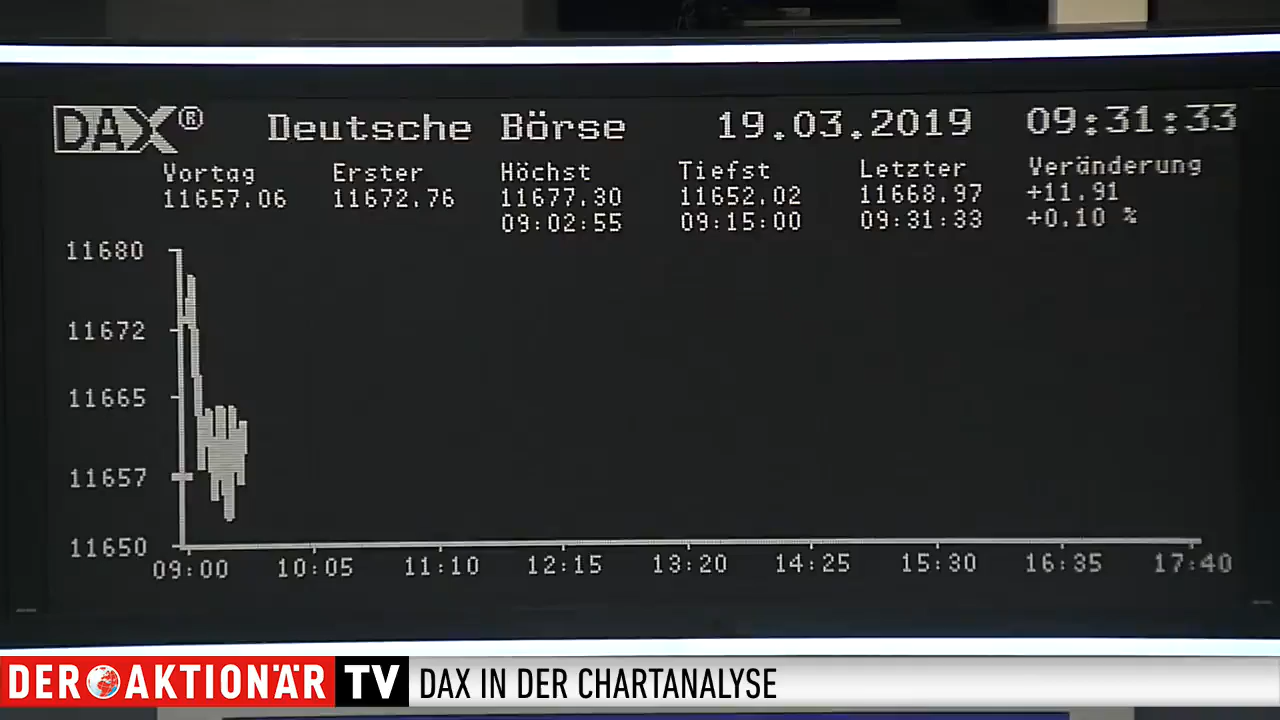 DAX® Deutsche Börse 19.03.2019 09:31:33
Vortag Erster Höchst Tiefst Letzter Veränderung
11657.06 11672.76 11677.30 11652.02 11668.97 +11.91
09:02:55 09:15:00 09:31:33 +0.10 %
11680
11672
11665
11657
11650
09:00 10:05 11:10 12:15 13:20 14:25 15:30 16:35 17:40
DER AKTIONÄR TV DAX IN DER CHARTANALYSE